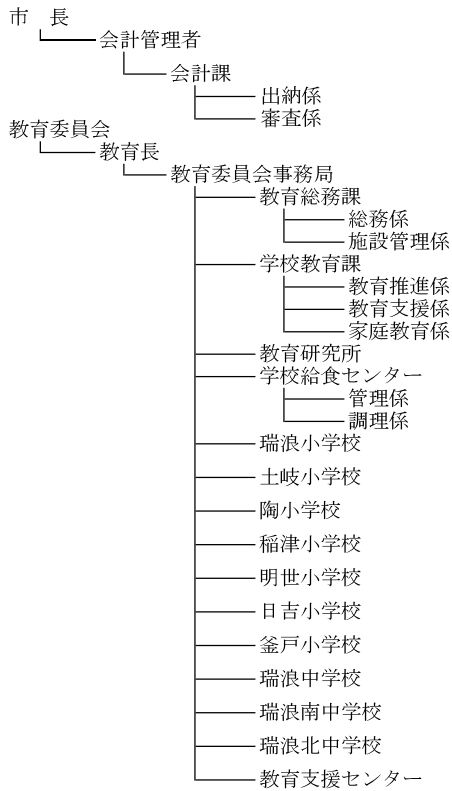 市　長
会計管理者
会計課
出納係
審査係
教育委員会
教育長
教育委員会事務局
教育総務課
総務係
施設管理係
学校教育課
教育推進係
教育支援係
家庭教育係
教育研究所
学校給食センター
管理係
調理係
瑞浪小学校
土岐小学校
陶小学校
稲津小学校
明世小学校
日吉小学校
釜戸小学校
瑞浪中学校
瑞浪南中学校
瑞浪北中学校
教育支援センター